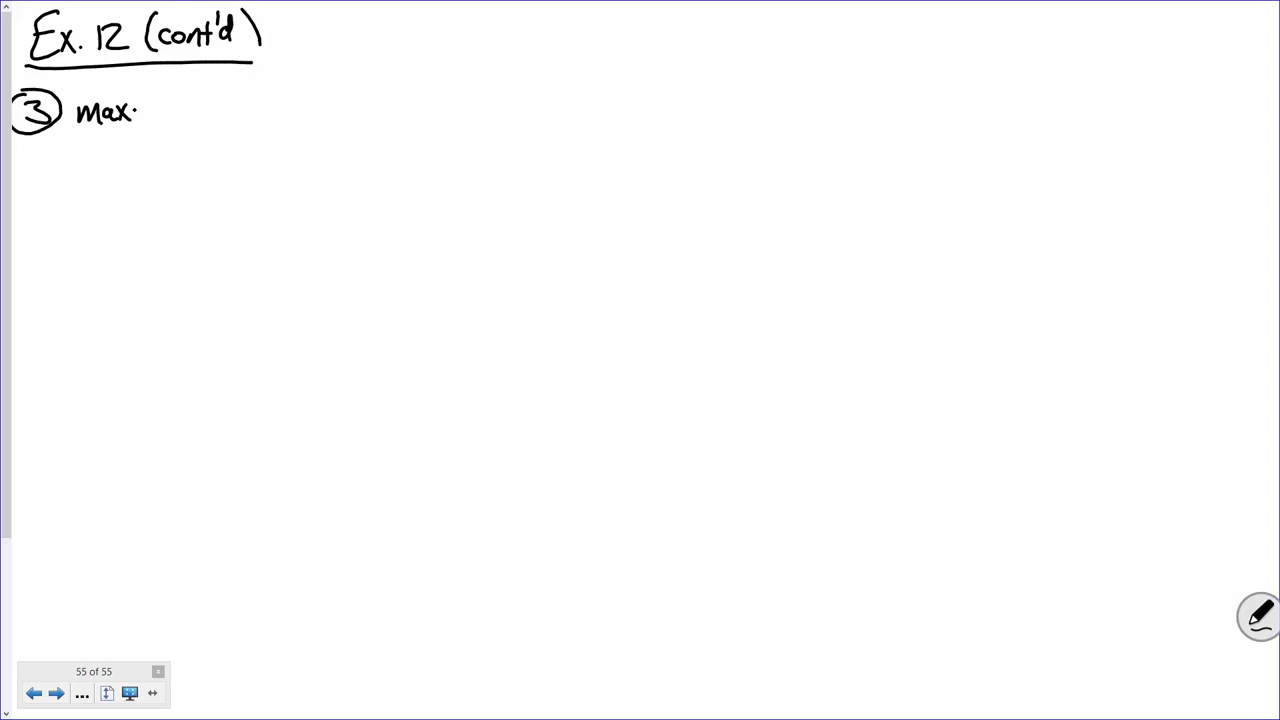 Ex. 12 (cont'd)
③ max.
55 of 55
...